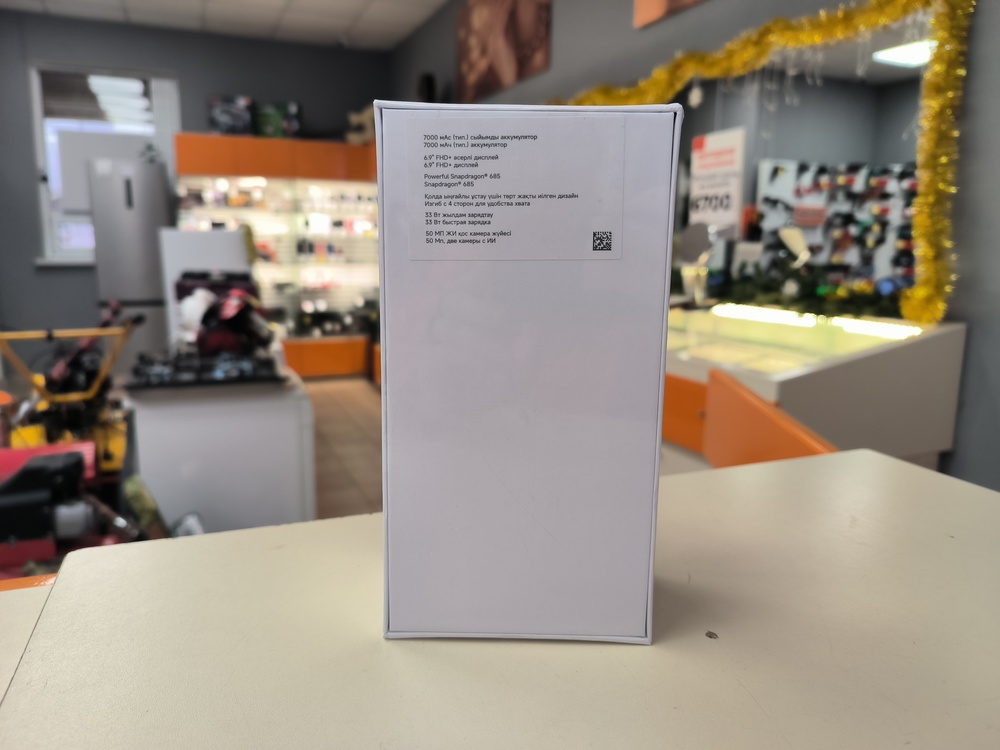 7000 мАс (тип.) сыйымды аккумулятор
7000 мАч (тип.) аккумулятор
6.9" FHD+ әсерлі дисплей
6,9" FHD+ дисплей
Powerful Snapdragon® 685
Snapdragon® 685
Қолда ыңғайлы ұстау үшін төрт жақты иілген дизайн
Изгиб с 4 сторон для удобства хвата
33 Вт жылдам зарядтау
33 Вт быстрая зарядка
50 МП ЖИ қос камера жүйесі
50 Мп, две камеры с ИИ